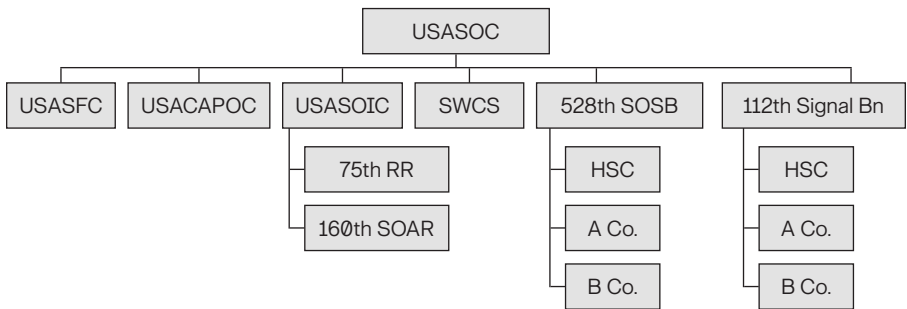 USASOC
USASFC
USACAPOC
USASOIC
SWCS
528th SOSB
112th Signal Bn
75th RR
HSC
HSC
160th SOAR
A Co.
A Co.
B Co.
B Co.